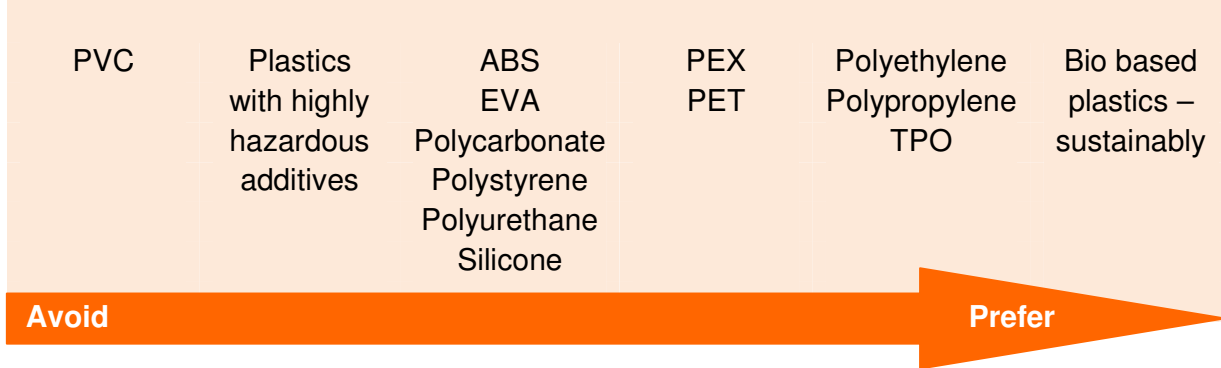 PVC
Plastics
with highly
hazardous
additives
ABS
EVA
Polycarbonate
Polystyrene
Polyurethane
Silicone
PEX
PET
Polyethylene
Polypropylene
TPO
Bio based
plastics –
sustainably
Avoid
Prefer